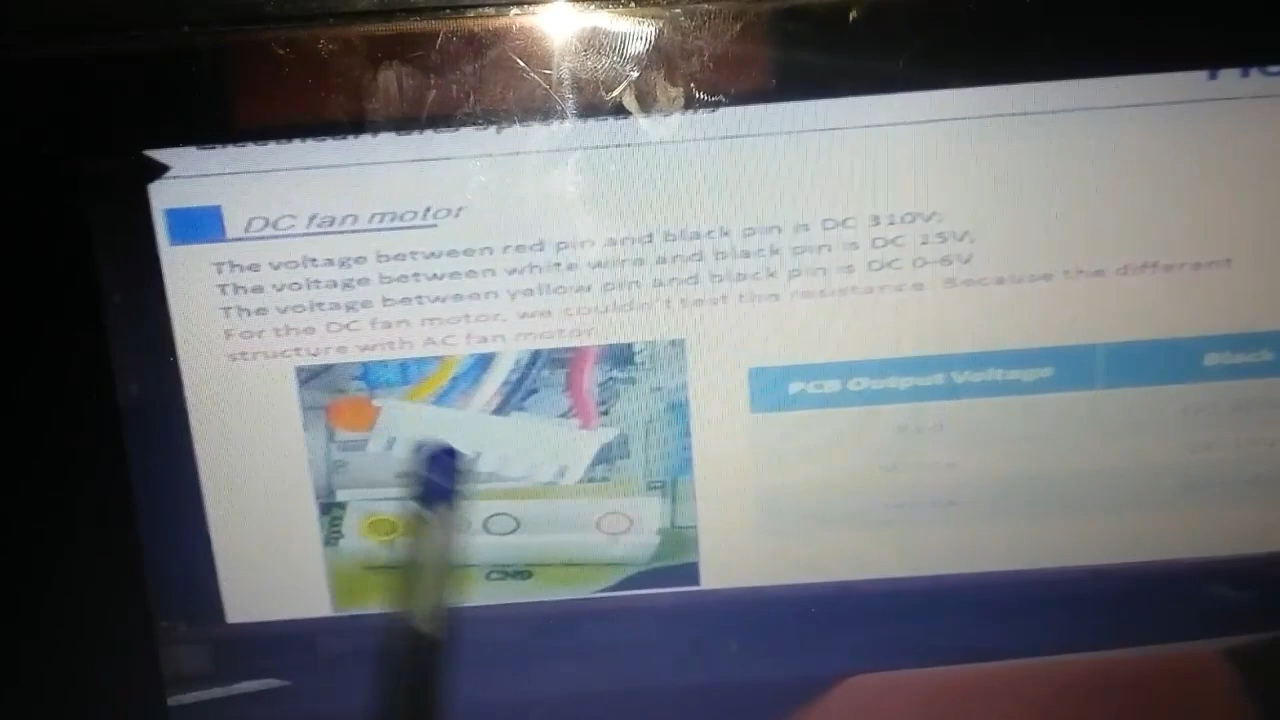 DC fan motor
The voltage between red pin and black pin is DC 310V;
The voltage between white wire and black pin is DC 15V;
The voltage between yellow pin and black pin is DC 0-6V
For the DC fan motor, we couldn't test the resistance. Because the different
structure with AC fan motor
PCB Output Voltage
Black
Red
CN9